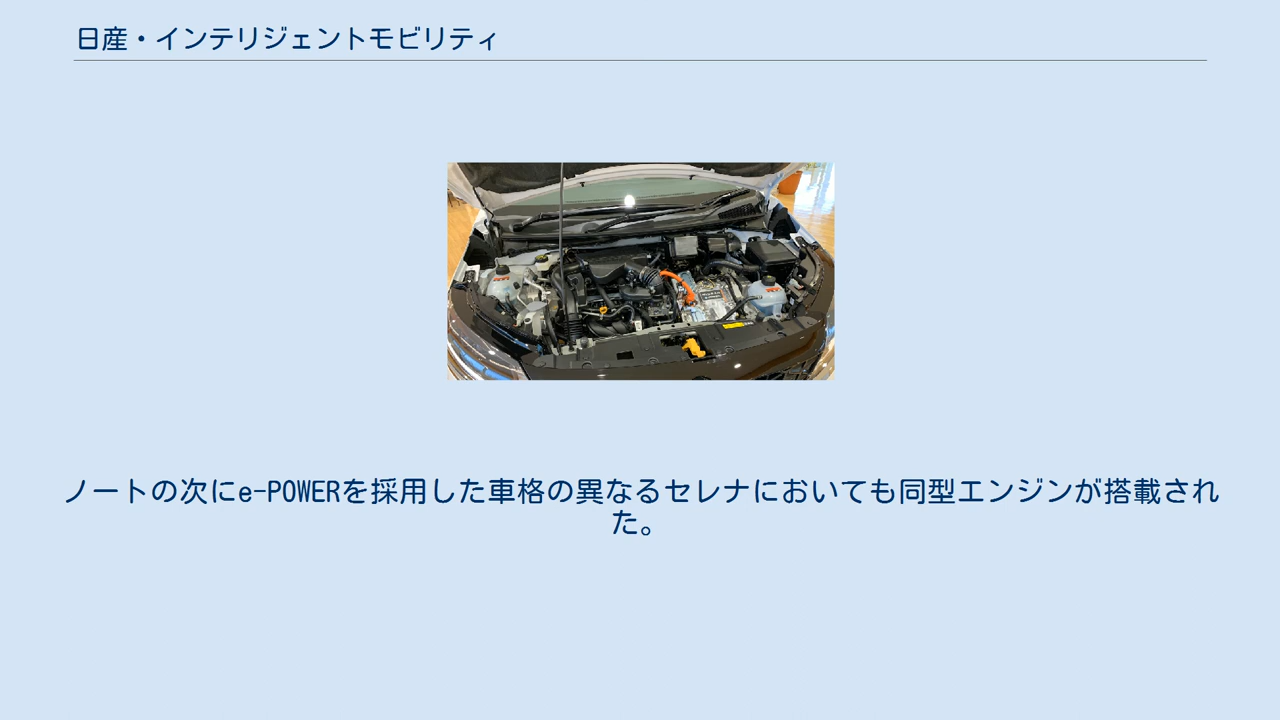 日産・インテリジェントモビリティ
ノートの次にe-POWERを採用した車格の異なるセレナにおいても同型エンジンが搭載され
た。